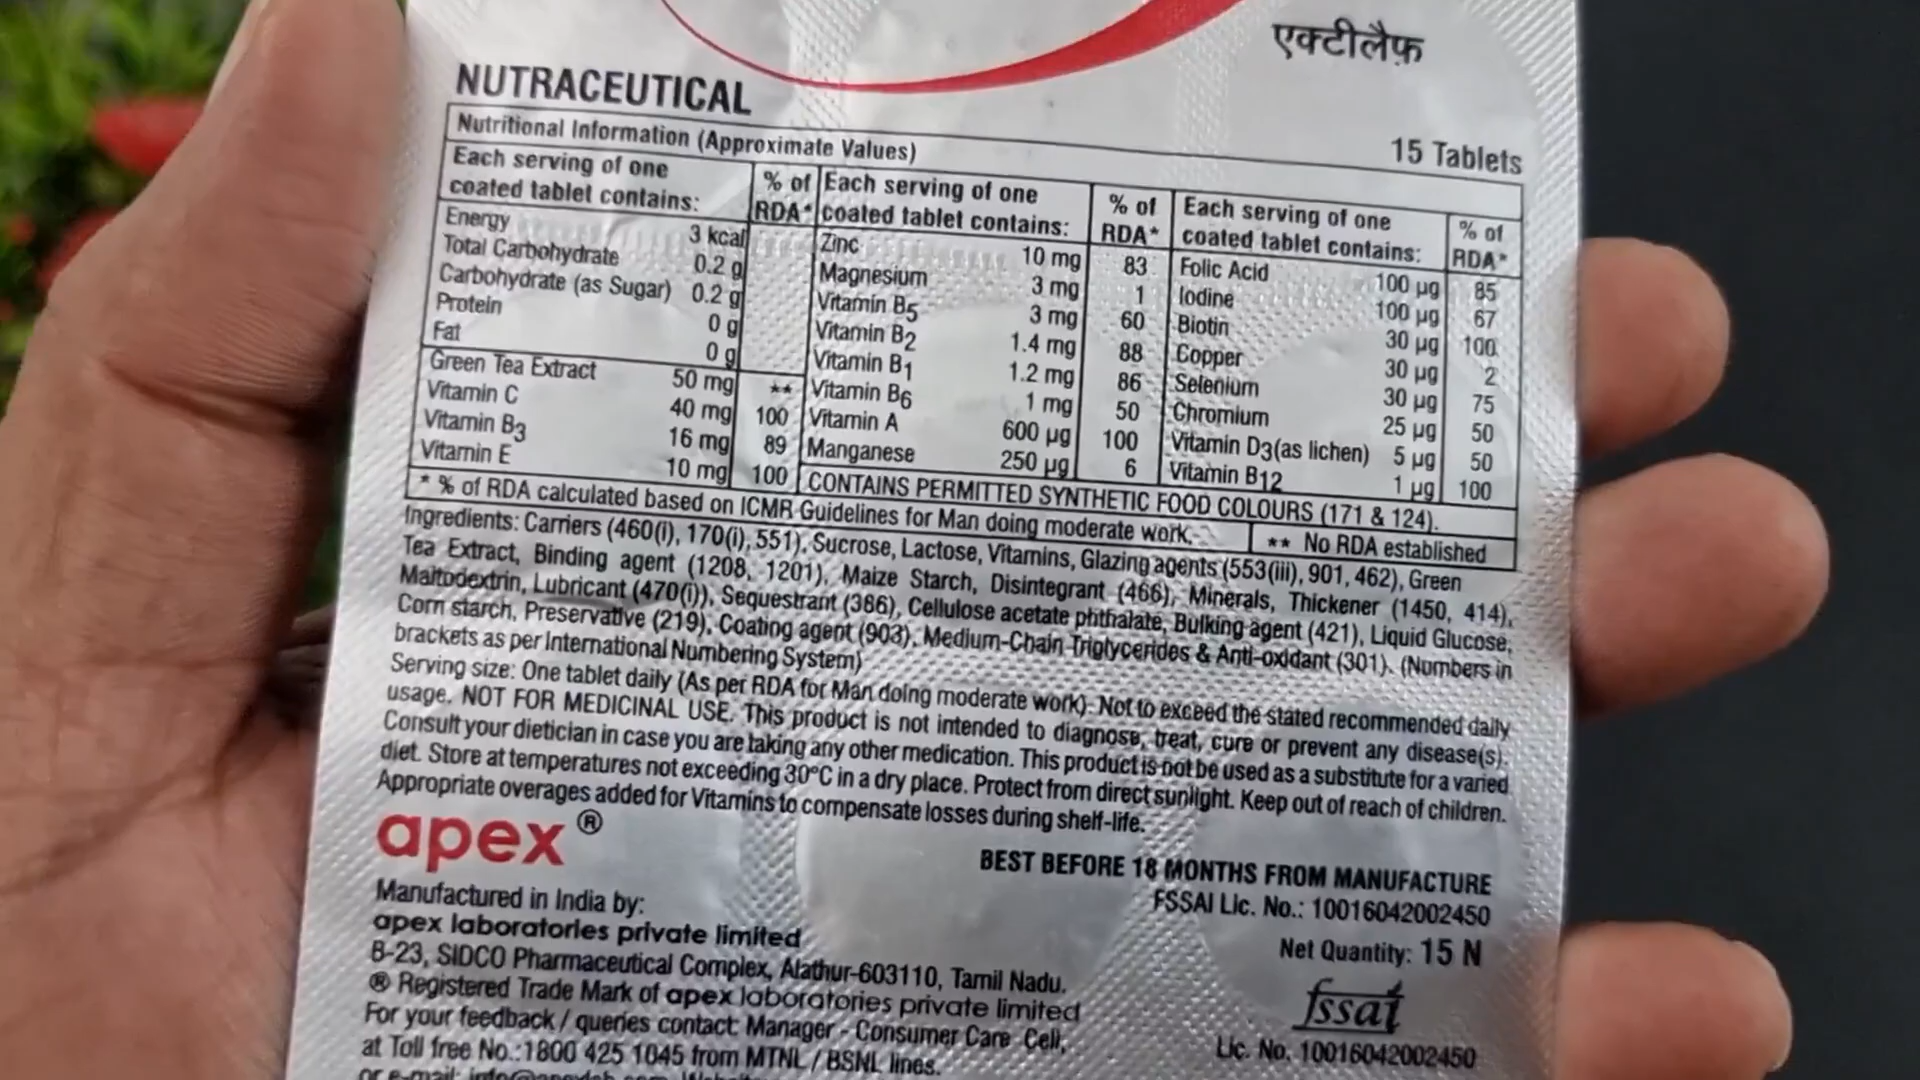 एक्टीलैफ़
NUTRACEUTICAL
15 Tablets
Nutritional Information (Approximate Values)
Each serving of one coated tablet contains: % of RDA*
Energy 3 kcal
Total Carbohydrate 0.2 g
Carbohydrate (as Sugar) 0.2 g
Protein 0 g
Fat 0 g
Green Tea Extract 50 mg **
Vitamin C 40 mg 100
Vitamin B3 16 mg 89
Vitamin E 10 mg 100
Each serving of one coated tablet contains: % of RDA*
Zinc 10 mg 83
Magnesium 3 mg 1
Vitamin B5 3 mg 60
Vitamin B2 1.4 mg 88
Vitamin B1 1.2 mg 86
Vitamin B6 1 mg 50
Vitamin A 600 µg 100
Manganese 250 µg 6
Each serving of one coated tablet contains: % of RDA*
Folic Acid 100 µg 85
Iodine 100 µg 67
Biotin 30 µg 100
Copper 30 µg 2
Selenium 30 µg 75
Chromium 25 µg 50
Vitamin D3(as lichen) 5 µg 50
Vitamin B12 1 µg 100
CONTAINS PERMITTED SYNTHETIC FOOD COLOURS (171 & 124).
* % of RDA calculated based on ICMR Guidelines for Man doing moderate work.
** No RDA established
Ingredients: Carriers (460(i), 170(i), 551), Sucrose, Lactose, Vitamins, Glazing agents (553(iii), 901, 462), Green
Tea Extract, Binding agent (1208, 1201), Maize Starch, Disintegrant (466), Minerals, Thickener (1450, 414),
Maltodextrin, Lubricant (470(i)), Sequestrant (386), Cellulose acetate phthalate, Bulking agent (421), Liquid Glucose,
Corn starch, Preservative (219), Coating agent (903), Medium-Chain Triglycerides & Anti-oxidant (301). (Numbers in
brackets as per International Numbering System)
Serving size: One tablet daily (As per RDA for Man doing moderate work). Not to exceed the stated recommended daily
usage. NOT FOR MEDICINAL USE. This product is not intended to diagnose, treat, cure or prevent any disease(s).
Consult your dietician in case you are taking any other medication. This product is not be used as a substitute for a varied
diet. Store at temperatures not exceeding 30°C in a dry place. Protect from direct sunlight. Keep out of reach of children.
Appropriate overages added for Vitamins to compensate losses during shelf-life.
apex®
BEST BEFORE 18 MONTHS FROM MANUFACTURE
FSSAI Lic. No.: 10016042002450
Net Quantity: 15 N
Manufactured in India by:
apex laboratories private limited
B-23, SIDCO Pharmaceutical Complex, Alathur-603110, Tamil Nadu.
® Registered Trade Mark of apex laboratories private limited
For your feedback / queries contact: Manager - Consumer Care Cell,
at Toll free No.:1800 425 1045 from MTNL / BSNL lines.
fssai
Lic. No. 10016042002450